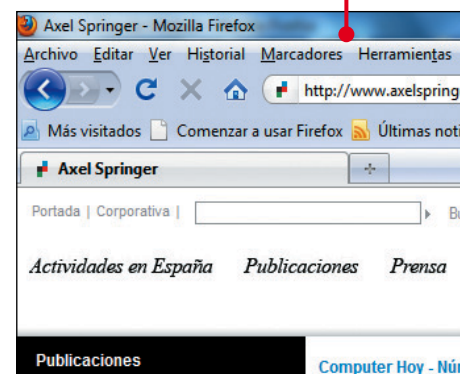 Axel Springer - Mozilla Firefox
Archivo Editar Ver Historial Marcadores Herramientas
http://www.axelspring
Más visitados Comenzar a usar Firefox Últimas noti
Axel Springer
Portada | Corporativa |
Actividades en España Publicaciones Prensa
Publicaciones
Computer Hoy - Núm